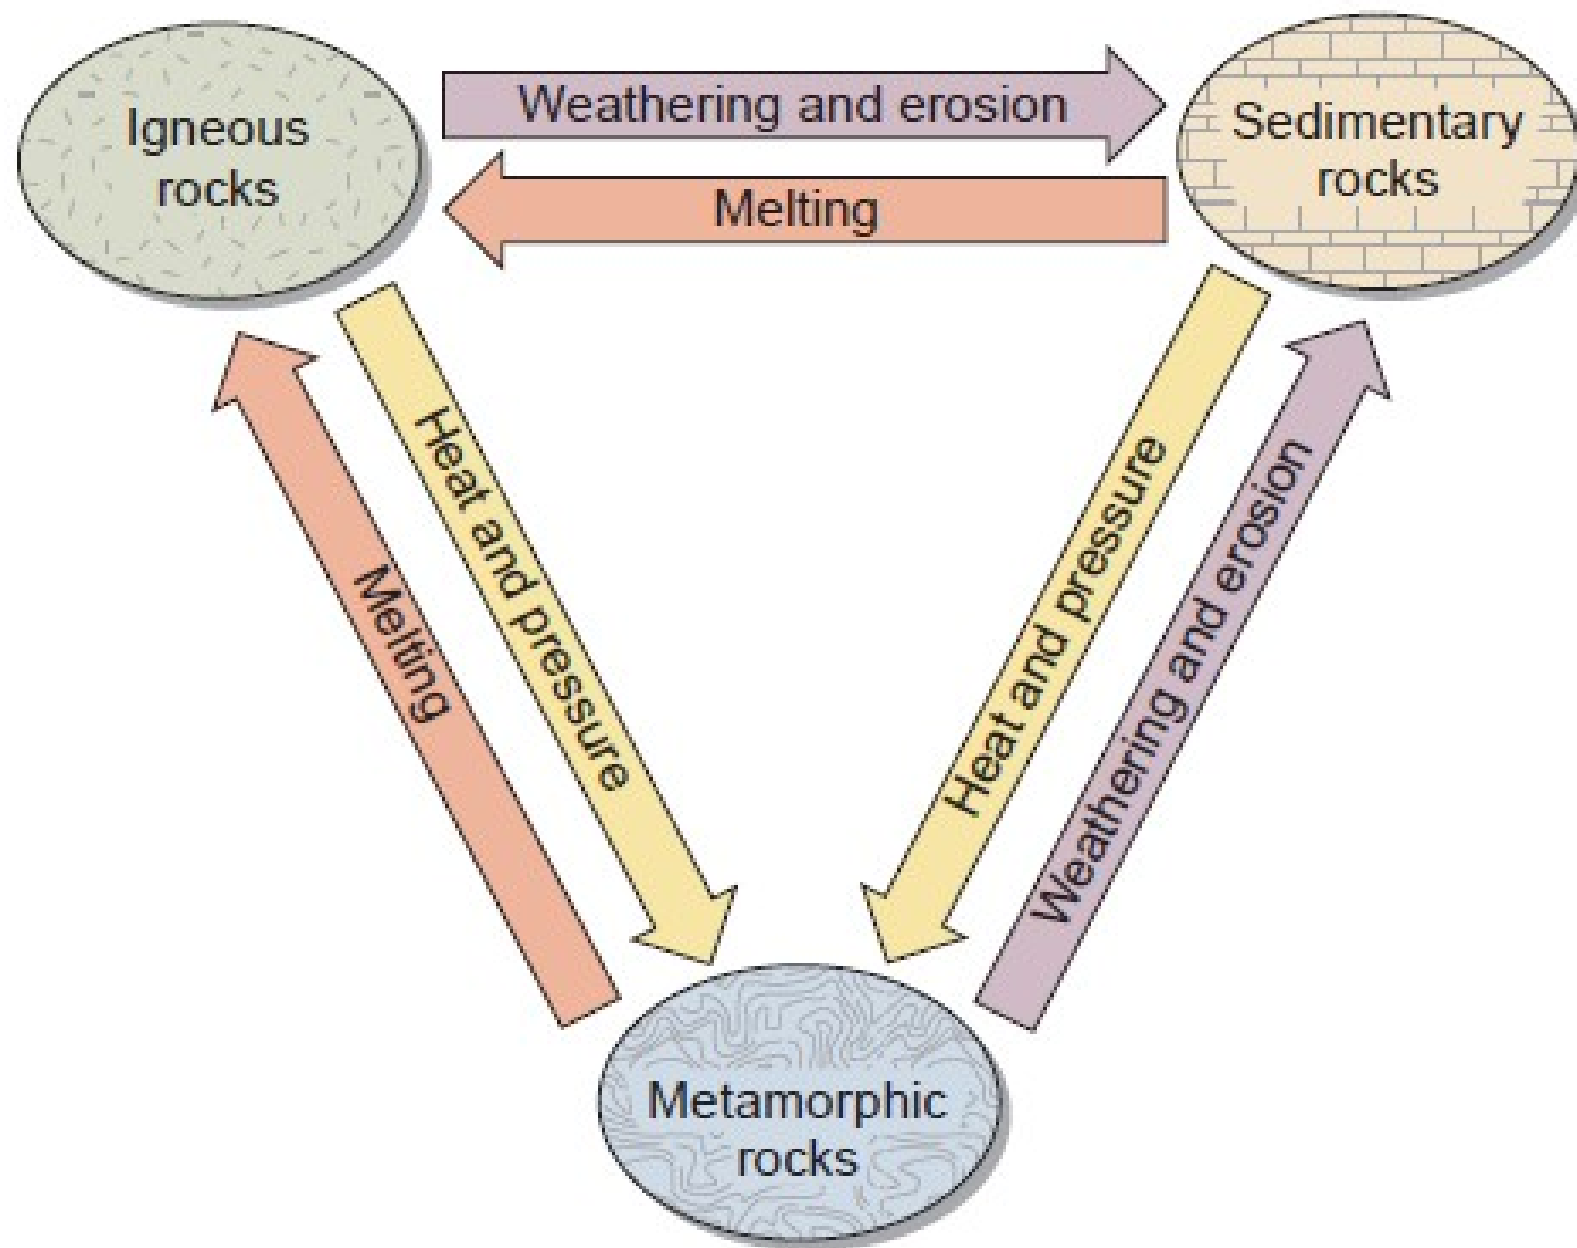 Igneous
rocks
Weathering and erosion
Sedimentary
rocks
Melting
Melting
Heat and pressure
Heat and pressure
Weathering and erosion
Metamorphic
rocks